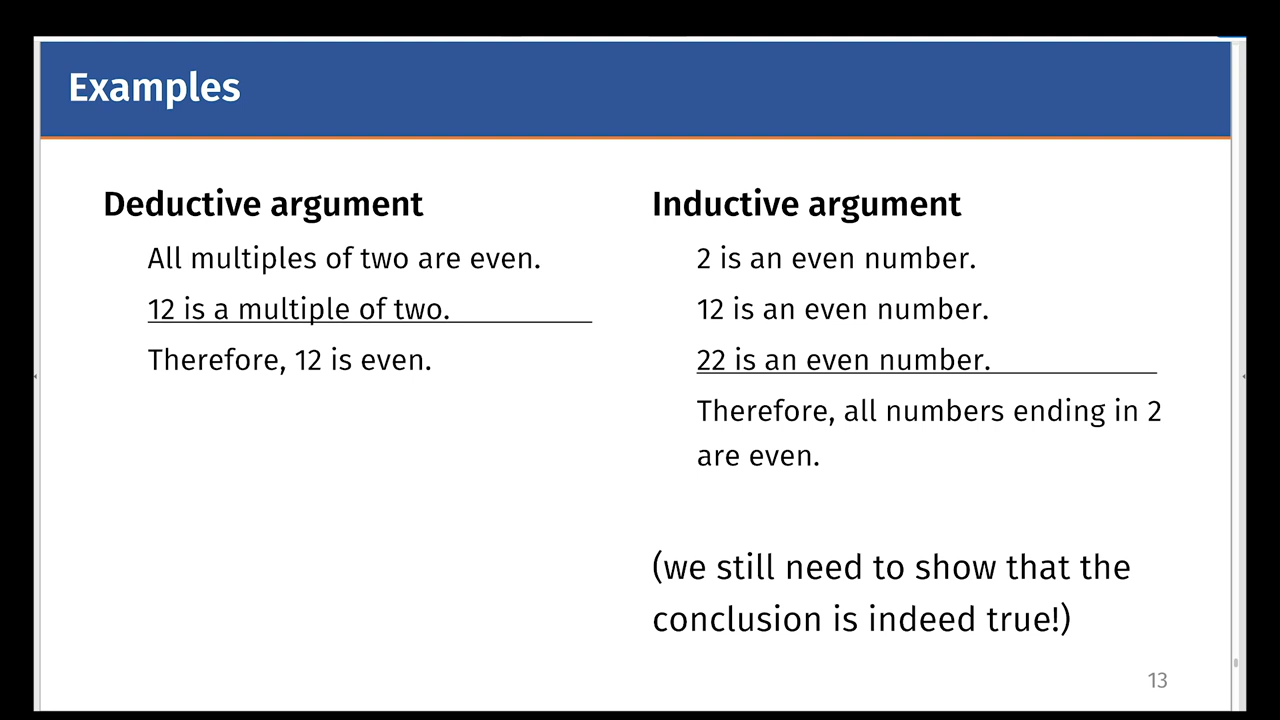 Examples
Deductive argument
All multiples of two are even.
12 is a multiple of two.
Therefore, 12 is even.
Inductive argument
2 is an even number.
12 is an even number.
22 is an even number.
Therefore, all numbers ending in 2
are even.
(we still need to show that the
conclusion is indeed true!)
13